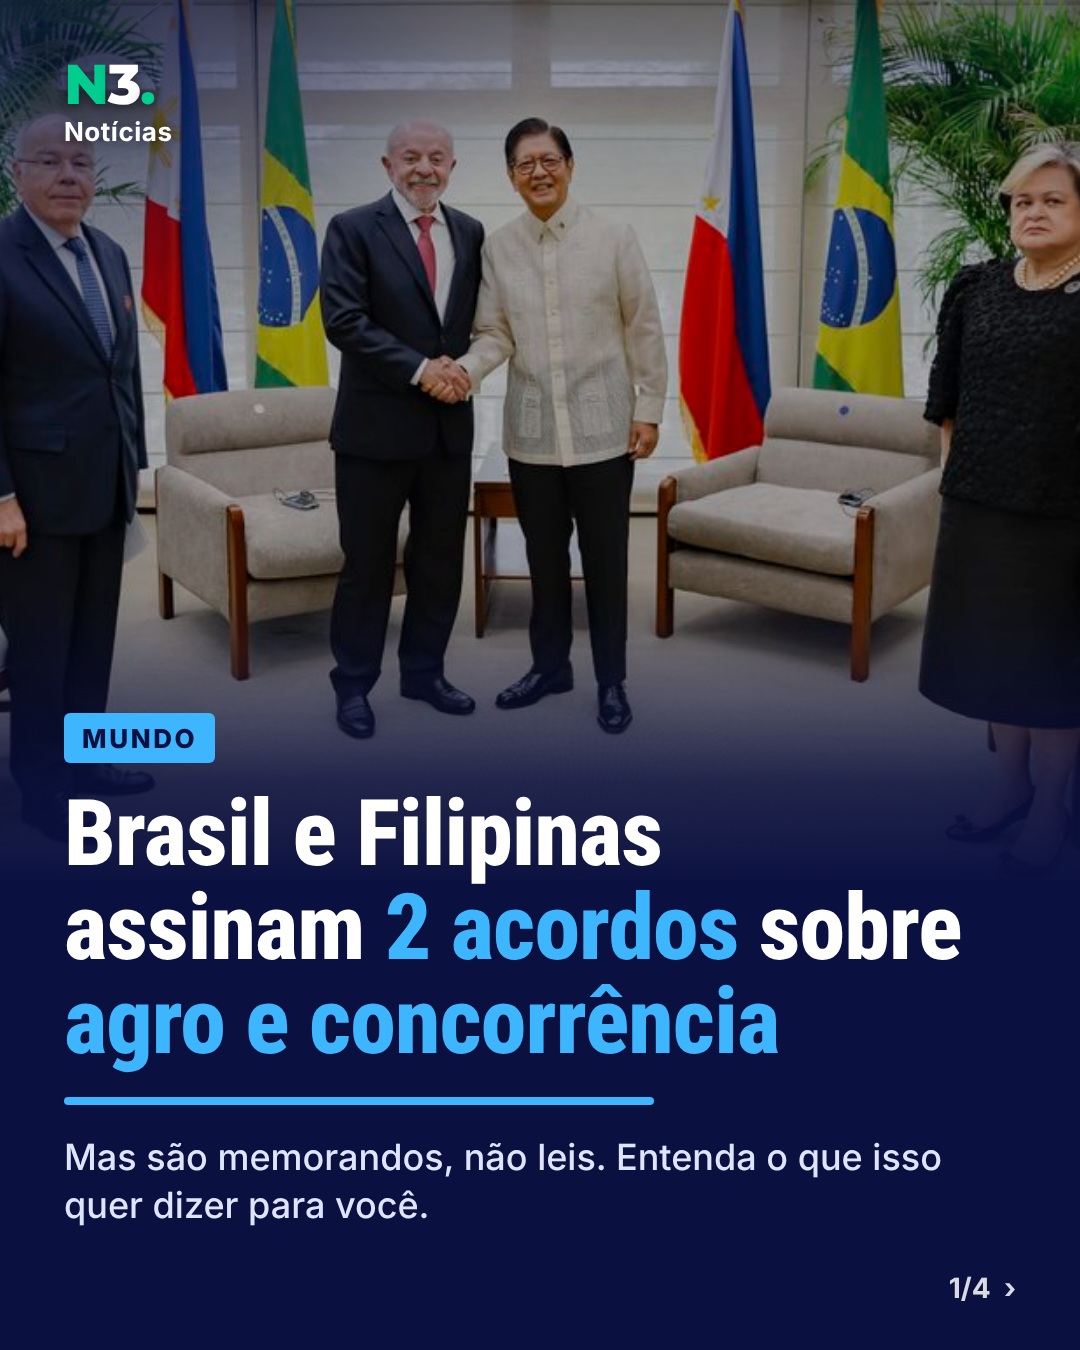 N3.
Notícias
MUNDO
Brasil e Filipinas
assinam 2 acordos sobre
agro e concorrência
Mas são memorandos, não leis. Entenda o que isso
quer dizer para você.
1/4 ›